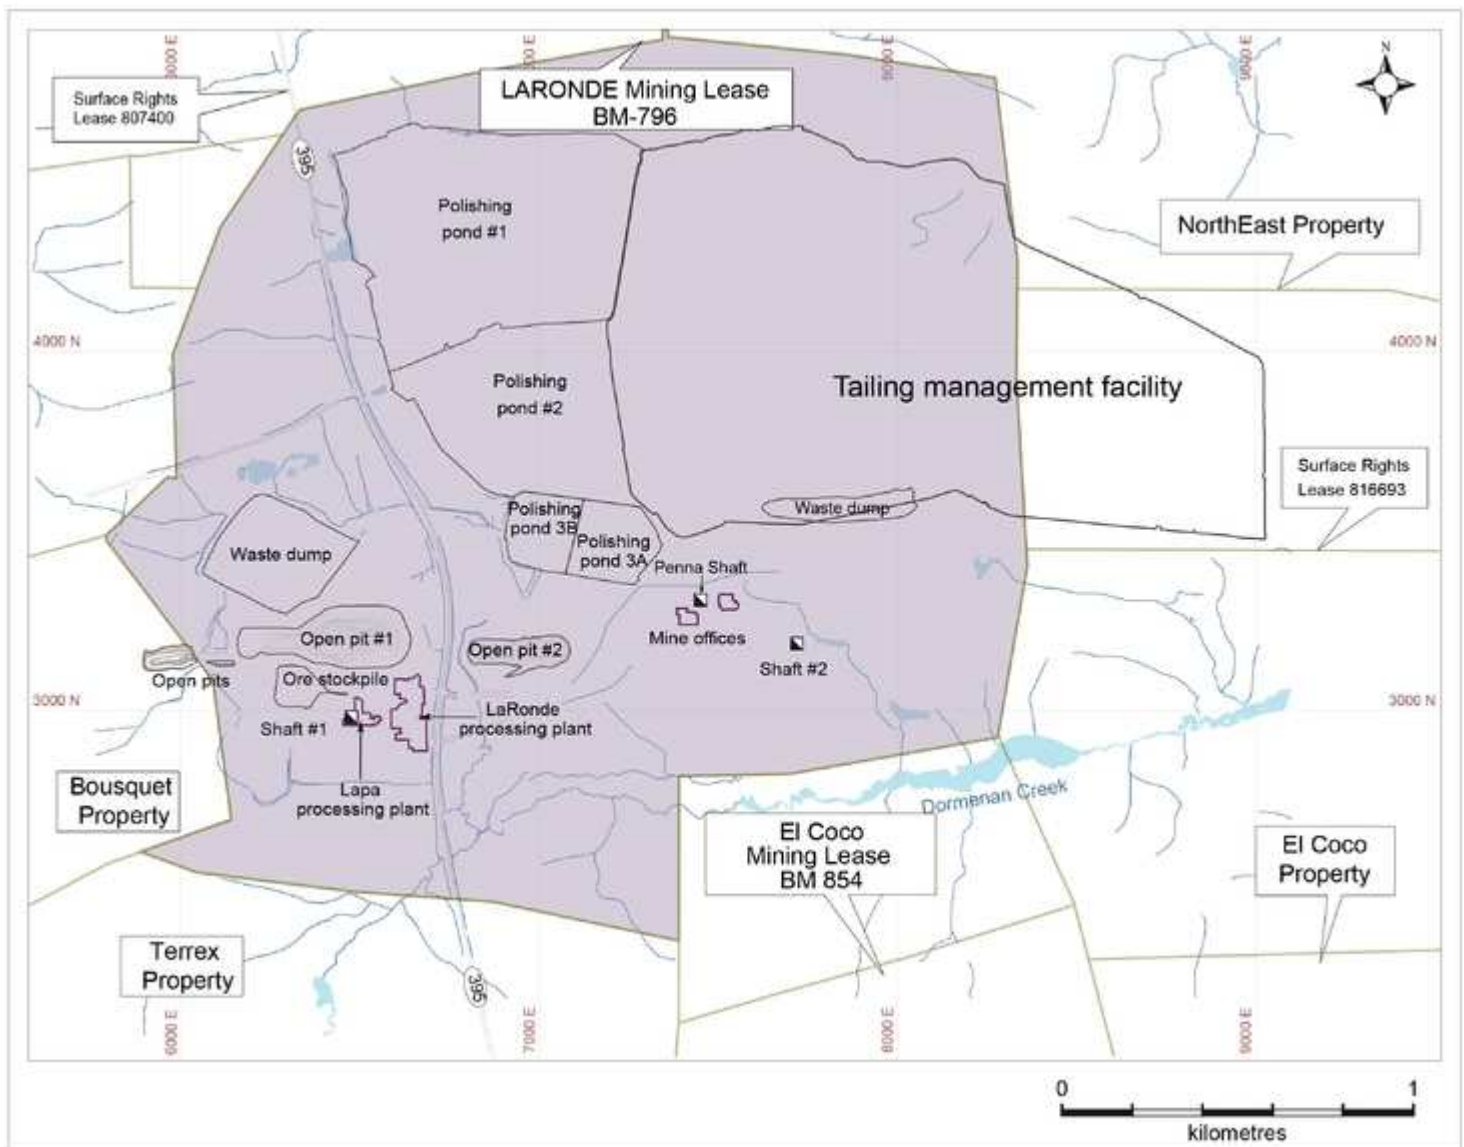 6000 E
7000 E
8000 E
9000 E
N
Surface Rights
Lease 807400
LARONDE Mining Lease
BM-796
395
Polishing
pond #1
NorthEast Property
4000 N
4000 N
Polishing
pond #2
Tailing management facility
Surface Rights
Lease 816693
Polishing
pond 3B
Polishing
pond 3A
Waste dump
Waste dump
Penna Shaft
Open pit #1
Open pit #2
Mine offices
Shaft #2
Open pits
Ore stockpile
3000 N
3000 N
Shaft #1
LaRonde
processing plant
Lapa
processing plant
Bousquet
Property
Dormenan Creek
El Coco
Mining Lease
BM 854
El Coco
Property
Terrex
Property
395
6000 E
7000 E
8000 E
9000 E
0
1
kilometres